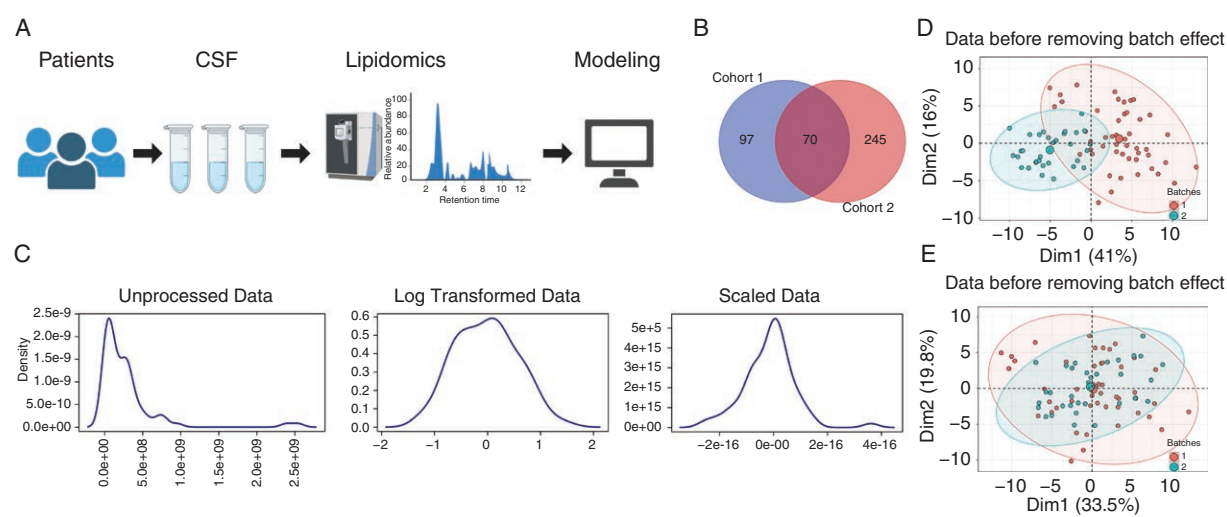 A
Patients
CSF
Lipidomics
Modeling
Relative abundance
100
80
60
40
20
0
2 4 6 8 10 12
Retention time
B
Cohort 1
97
70
245
Cohort 2
C
Unprocessed Data
Density
2.5e-9
2.0e-9
1.5e-9
1.0e-9
5.0e-10
0.0e+00
0.0e+00
5.0e+08
1.0e+09
1.5e+09
2.0e+09
2.5e+09
Log Transformed Data
0.6
0.5
0.4
0.3
0.2
0.1
0.0
−2 −1 0 1 2
Scaled Data
5e+5
4e+15
3e+15
2e+15
1e+15
0e+00
−2e-16 0e-00 2e-16 4e-16
D
Data before removing batch effect
Dim2 (16%)
10
5
0
−5
−10
−10 −5 0 5 10
Dim1 (41%)
Batches
1
2
E
Data before removing batch effect
Dim2 (19.8%)
10
5
0
−5
−10
−10 −5 0 5 10
Dim1 (33.5%)
Batches
1
2